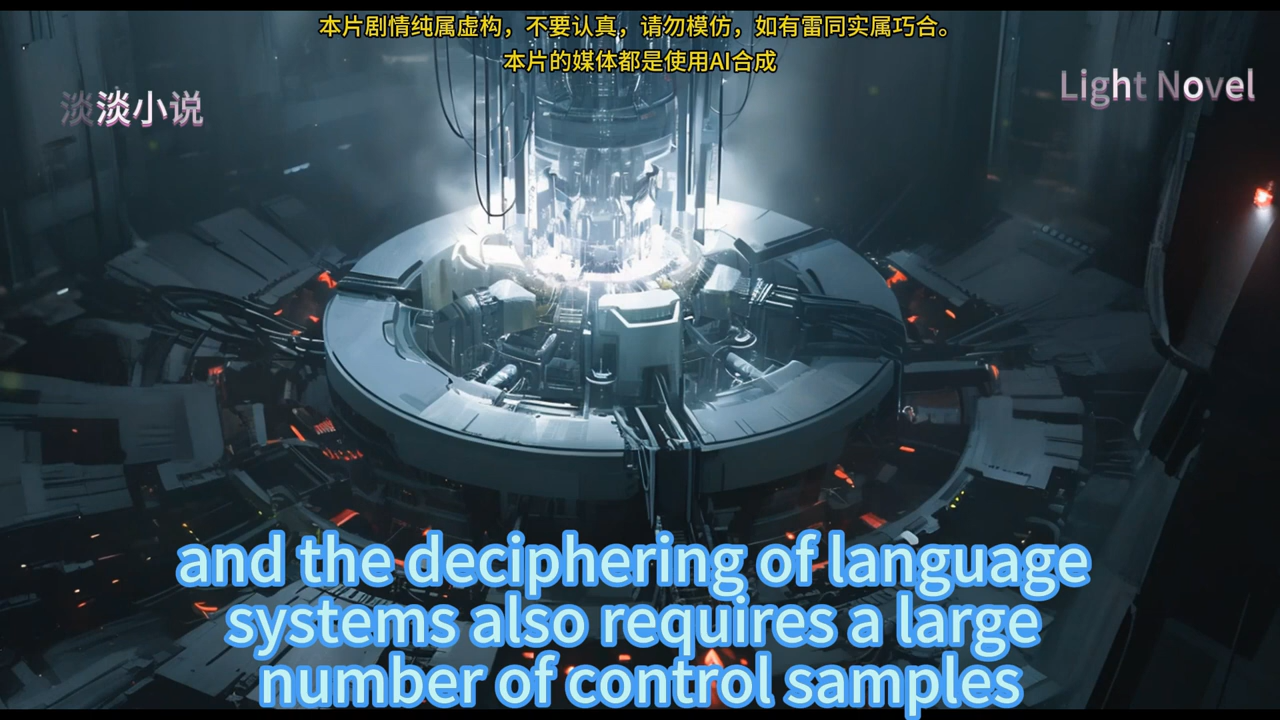 本片剧情纯属虚构，不要认真，请勿模仿，如有雷同实属巧合。
本片的媒体都是使用AI合成
淡淡小说
Light Novel
and the deciphering of language
systems also requires a large
number of control samples